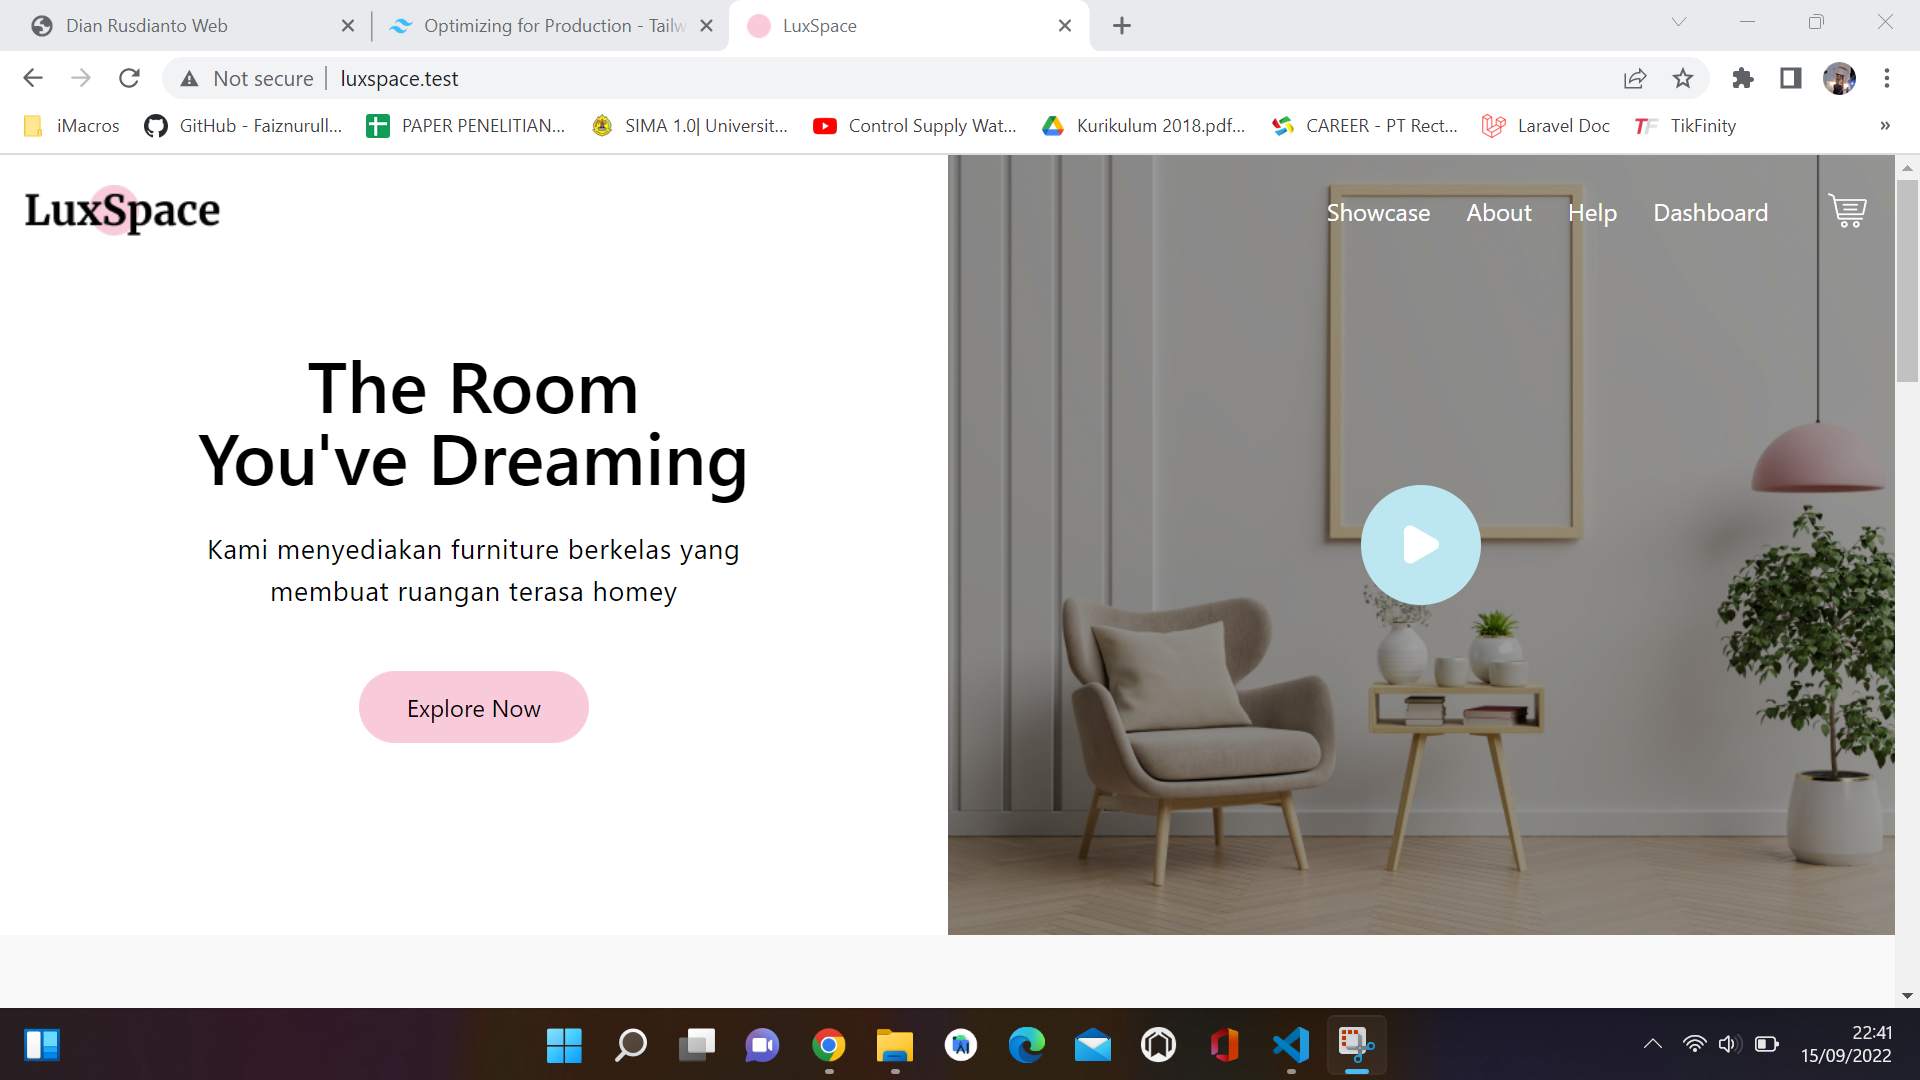 Dian Rusdianto Web
Optimizing for Production - Tailw
LuxSpace
Not secure
luxspace.test
iMacros
GitHub - Faiznurull...
PAPER PENELITIAN...
SIMA 1.0| Universit...
Control Supply Wat...
Kurikulum 2018.pdf...
CAREER - PT Rect...
Laravel Doc
TF
TikFinity
»
LuxSpace
Showcase
About
Help
Dashboard
The Room
You've Dreaming
Kami menyediakan furniture berkelas yang
membuat ruangan terasa homey
Explore Now
22:41
15/09/2022